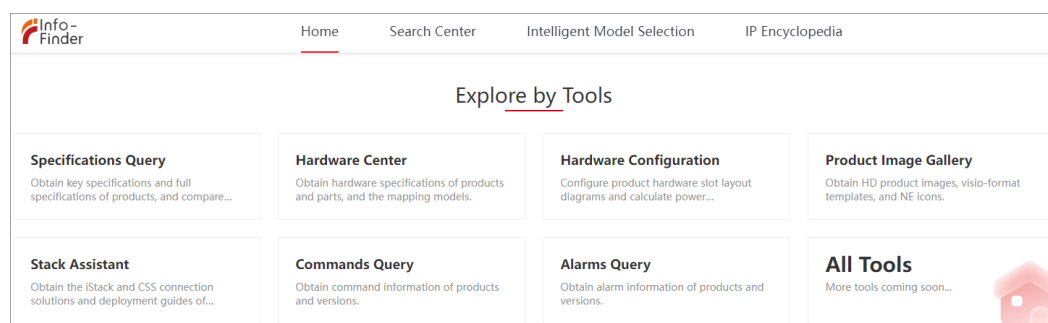 Info-
Finder
Home Search Center Intelligent Model Selection IP Encyclopedia
Explore by Tools
Specifications Query
Obtain key specifications and full
specifications of products, and compare...
Hardware Center
Obtain hardware specifications of products
and parts, and the mapping models.
Hardware Configuration
Configure product hardware slot layout
diagrams and calculate power...
Product Image Gallery
Obtain HD product images, visio-format
templates, and NE icons.
Stack Assistant
Obtain the iStack and CSS connection
solutions and deployment guides of...
Commands Query
Obtain command information of products
and versions.
Alarms Query
Obtain alarm information of products and
versions.
All Tools
More tools coming soon...